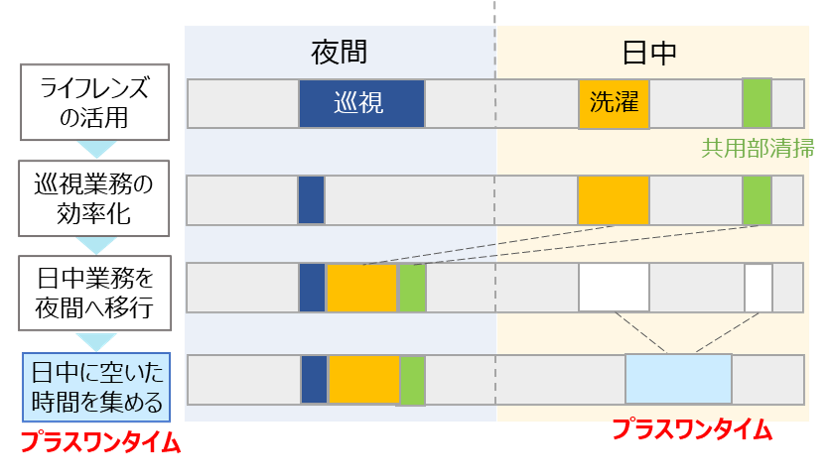 夜間
日中
ライフレンズ
の活用
巡視
洗濯
共用部清掃
巡視業務の
効率化
日中業務を
夜間へ移行
日中に空いた
時間を集める
プラスワンタイム
プラスワンタイム